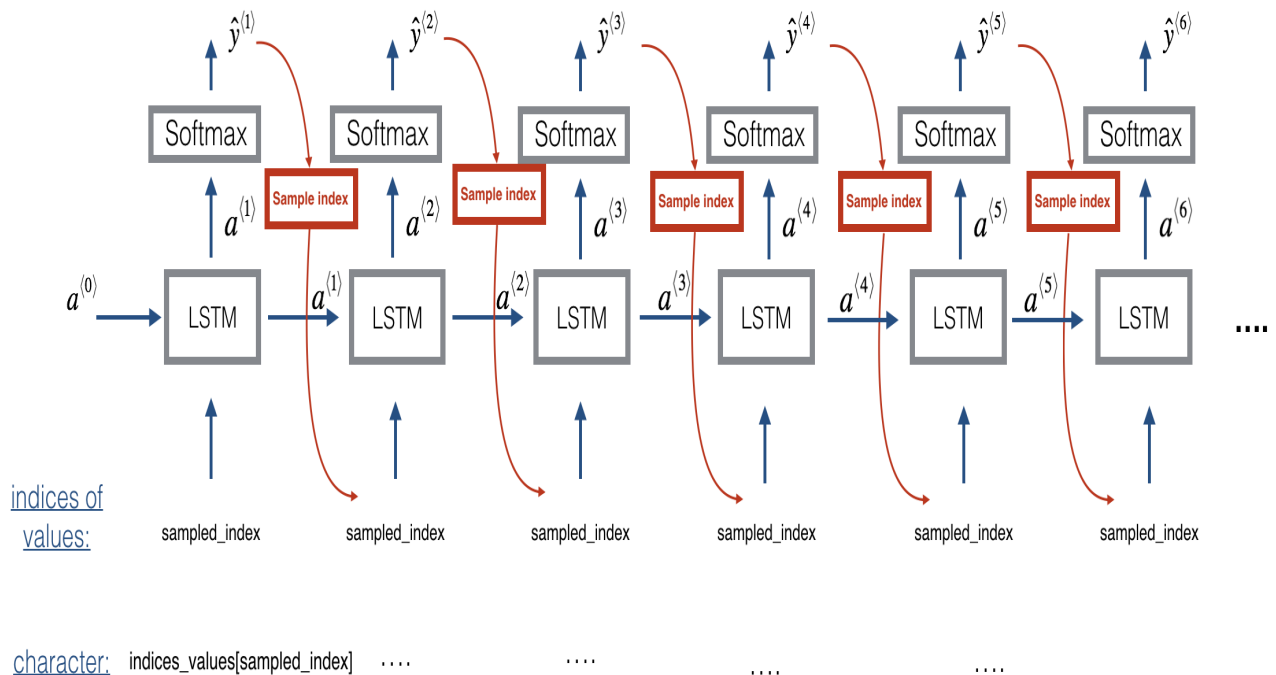 ŷ⟨1⟩ ŷ⟨2⟩ ŷ⟨3⟩ ŷ⟨4⟩ ŷ⟨5⟩ ŷ⟨6⟩
Softmax Softmax Softmax Softmax Softmax Softmax
Sample index Sample index Sample index Sample index Sample index
a⟨1⟩ a⟨2⟩ a⟨3⟩ a⟨4⟩ a⟨5⟩ a⟨6⟩
a⟨0⟩ a⟨1⟩ a⟨2⟩ a⟨3⟩ a⟨4⟩ a⟨5⟩
LSTM LSTM LSTM LSTM LSTM LSTM ....
indices of
values: sampled_index sampled_index sampled_index sampled_index sampled_index sampled_index
character: indices_values[sampled_index] .... .... .... ....